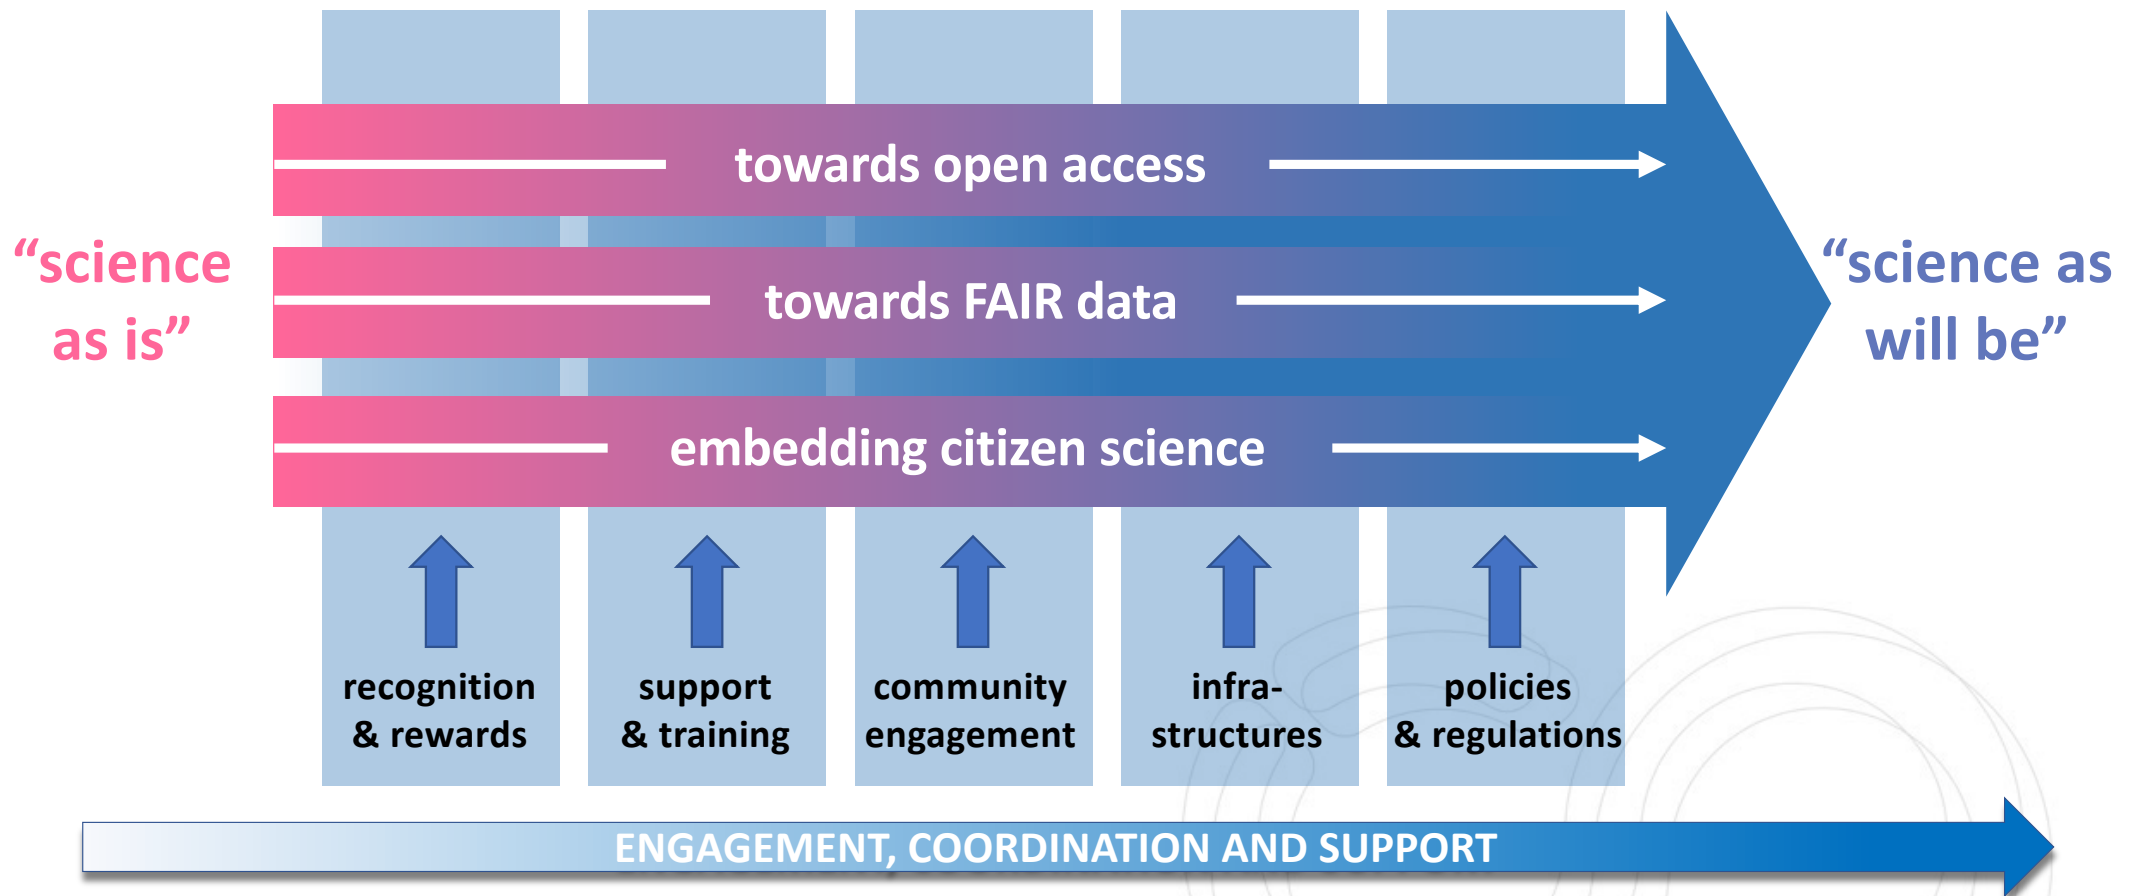 towards open access
“science
as is”
towards FAIR data
“science as
will be”
embedding citizen science
recognition
& rewards
support
& training
community
engagement
infra-
structures
policies
& regulations
ENGAGEMENT, COORDINATION AND SUPPORT